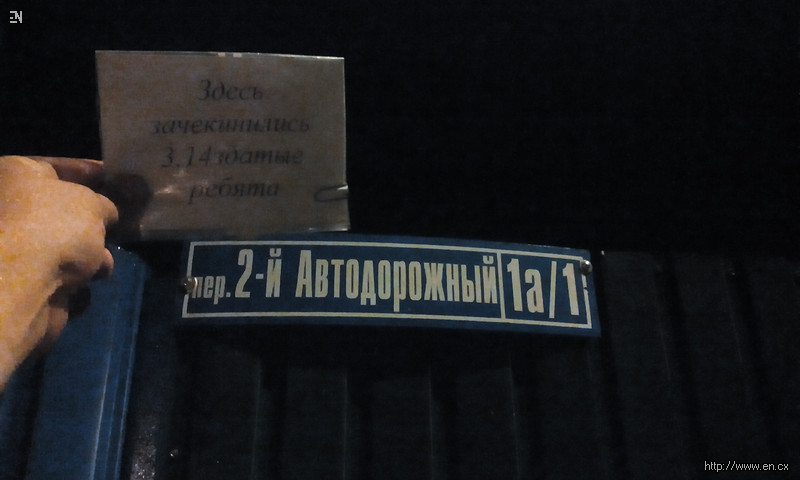 EN
Здесь
зачекинились
3,14здатые
ребята
пер. 2-й Автодорожный 1а/1
http://www.en.cx